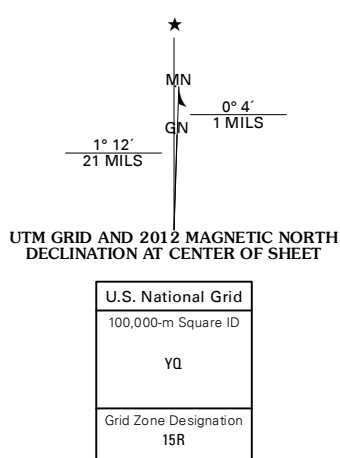 ★
MN
0° 4´
1 MILS
GN
1° 12´
21 MILS
UTM GRID AND 2012 MAGNETIC NORTH
DECLINATION AT CENTER OF SHEET
U.S. National Grid
100,000-m Square ID
YQ
Grid Zone Designation
15R